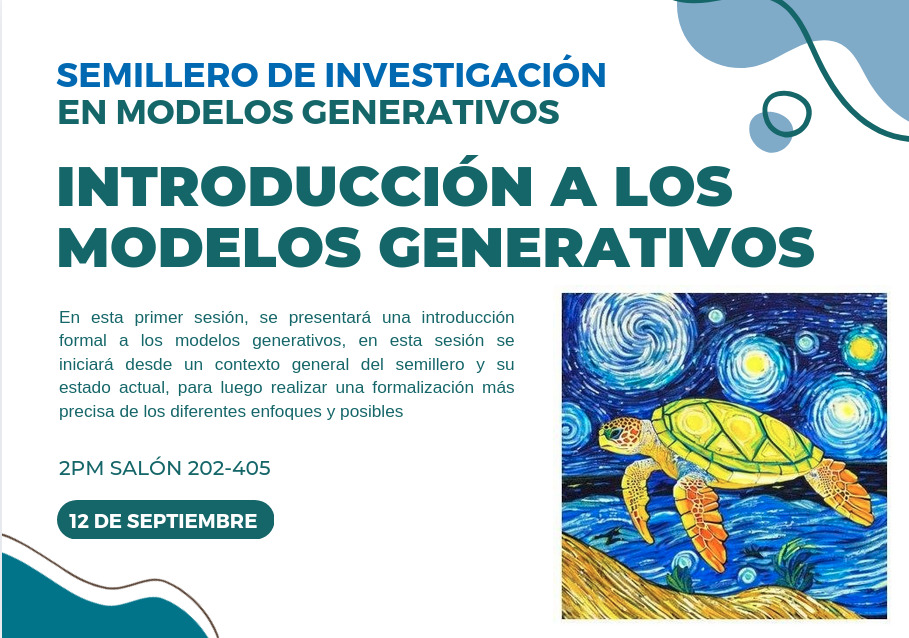 SEMILLERO DE INVESTIGACIÓN
EN MODELOS GENERATIVOS
INTRODUCCIÓN A LOS
MODELOS GENERATIVOS
En esta primer sesión, se presentará una introducción
formal a los modelos generativos, en esta sesión se
iniciará desde un contexto general del semillero y su
estado actual, para luego realizar una formalización más
precisa de los diferentes enfoques y posibles
2PM SALÓN 202-405
12 DE SEPTIEMBRE